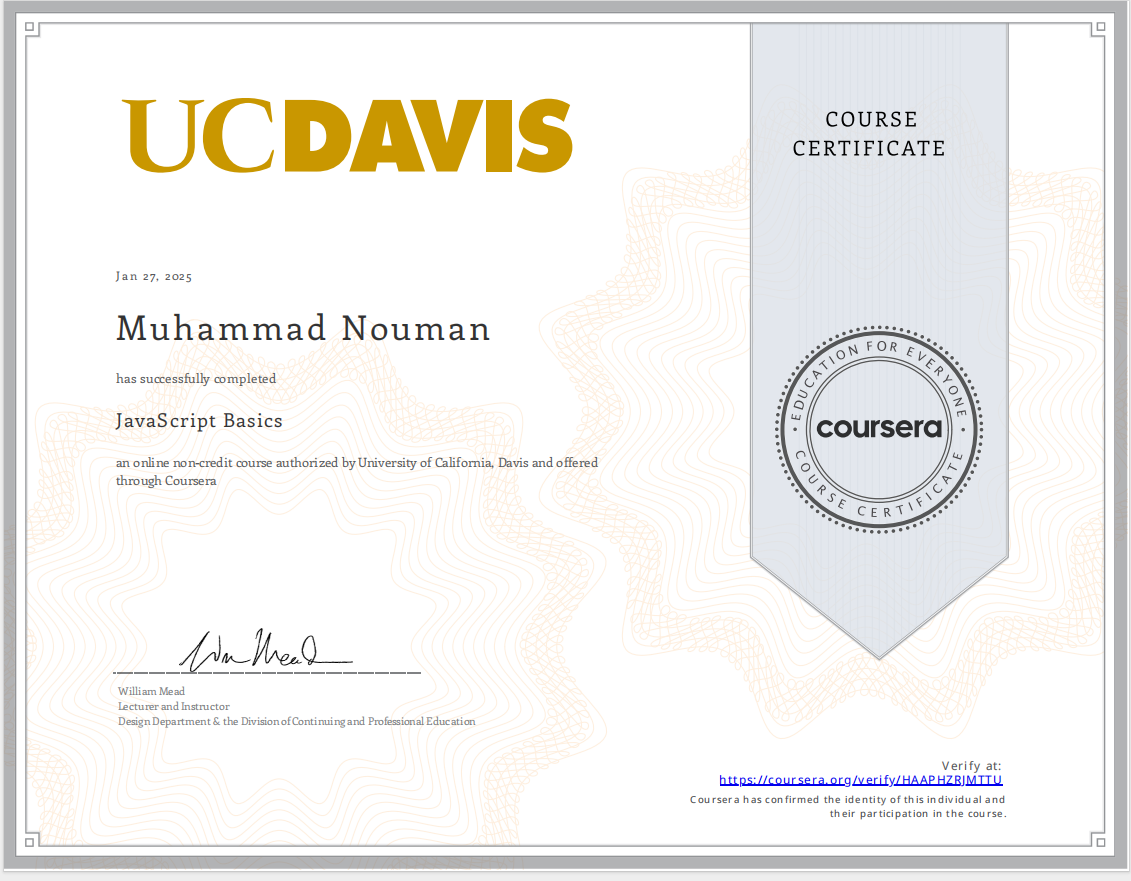 UCDAVIS
COURSE
CERTIFICATE
Jan 27, 2025
Muhammad Nouman
has successfully completed
JavaScript Basics
an online non-credit course authorized by University of California, Davis and offered
through Coursera
EDUCATION FOR EVERYONE
coursera
COURSE CERTIFICATE
William Mead
Lecturer and Instructor
Design Department & the Division of Continuing and Professional Education
Verify at:
https://coursera.org/verify/HAAPHZRJMTTU
Coursera has confirmed the identity of this individual and
their participation in the course.